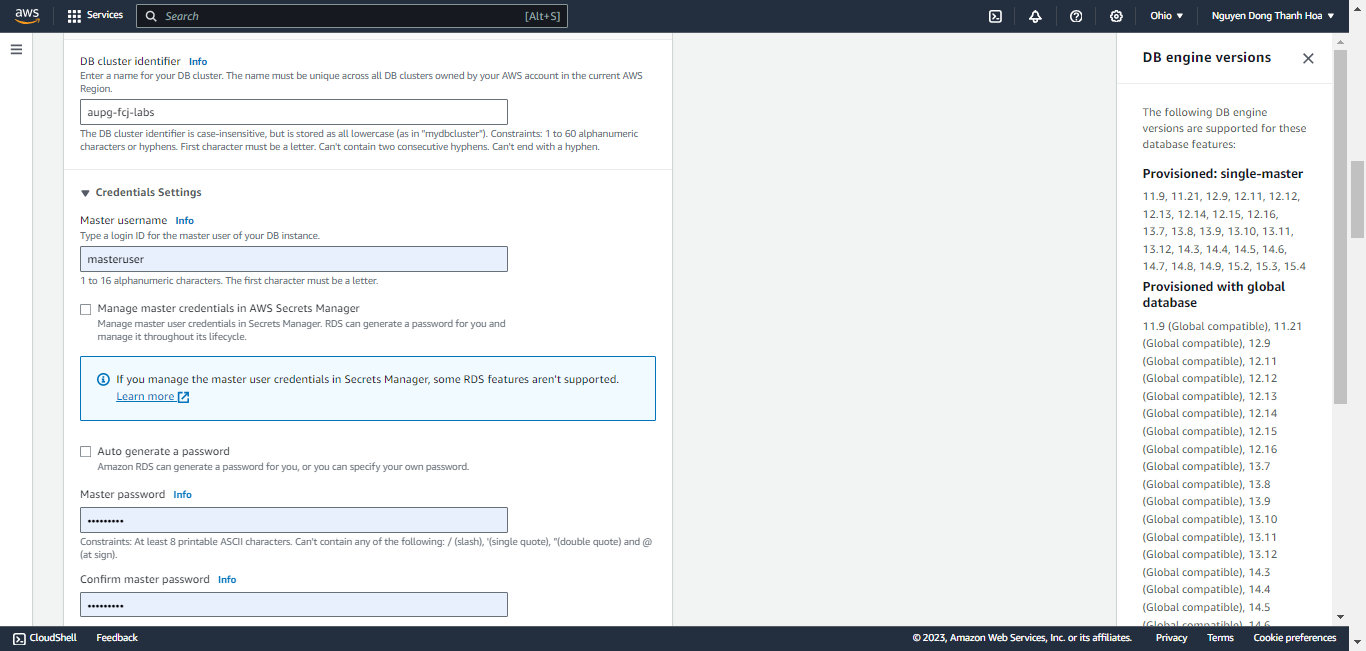 aws
Services
Search
[Alt+S]
Ohio ▼
Nguyen Dong Thanh Hoa ▼
DB cluster identifier Info
Enter a name for your DB cluster. The name must be unique across all DB clusters owned by your AWS account in the current AWS
Region.
aupg-fcj-labs
The DB cluster identifier is case-insensitive, but is stored as all lowercase (as in "mydbcluster"). Constraints: 1 to 60 alphanumeric
characters or hyphens. First character must be a letter. Can't contain two consecutive hyphens. Can't end with a hyphen.
▼ Credentials Settings
Master username Info
Type a login ID for the master user of your DB instance.
masteruser
1 to 16 alphanumeric characters. The first character must be a letter.
Manage master credentials in AWS Secrets Manager
Manage master user credentials in Secrets Manager. RDS can generate a password for you and
manage it throughout its lifecycle.
If you manage the master user credentials in Secrets Manager, some RDS features aren't supported.
Learn more
Auto generate a password
Amazon RDS can generate a password for you, or you can specify your own password.
Master password Info
•••••••••
Constraints: At least 8 printable ASCII characters. Can't contain any of the following: / (slash), '(single quote), "(double quote) and @
(at sign).
Confirm master password Info
•••••••••
DB engine versions
The following DB engine
versions are supported for these
database features:
Provisioned: single-master
11.9, 11.21, 12.9, 12.11, 12.12,
12.13, 12.14, 12.15, 12.16,
13.7, 13.8, 13.9, 13.10, 13.11,
13.12, 14.3, 14.4, 14.5, 14.6,
14.7, 14.8, 14.9, 15.2, 15.3, 15.4
Provisioned with global
database
11.9 (Global compatible), 11.21
(Global compatible), 12.9
(Global compatible), 12.11
(Global compatible), 12.12
(Global compatible), 12.13
(Global compatible), 12.14
(Global compatible), 12.15
(Global compatible), 12.16
(Global compatible), 13.7
(Global compatible), 13.8
(Global compatible), 13.9
(Global compatible), 13.10
(Global compatible), 13.11
(Global compatible), 13.12
(Global compatible), 14.3
(Global compatible), 14.4
(Global compatible), 14.5
(Global compatible), 14.6
CloudShell
Feedback
© 2023, Amazon Web Services, Inc. or its affiliates.
Privacy
Terms
Cookie preferences